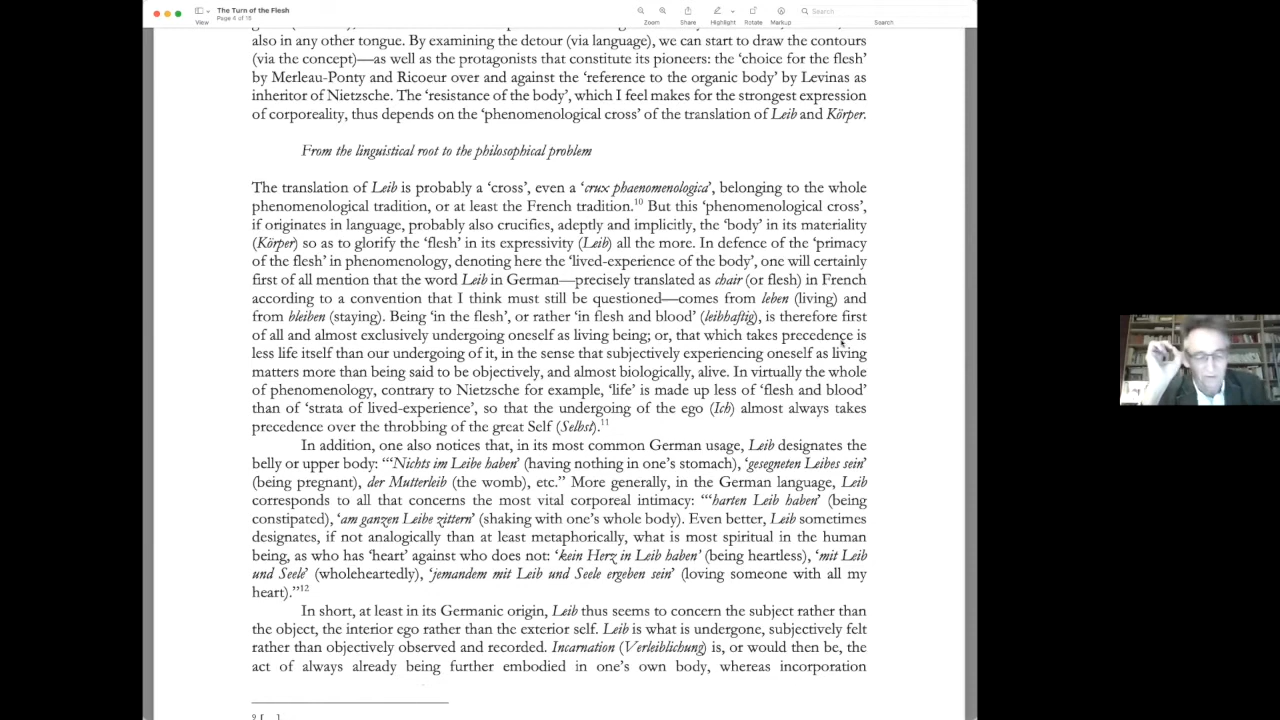 The Turn of the Flesh
Page 4 of 15
View
Zoom
Share
Highlight
Rotate
Markup
Search
Search
also in any other tongue. By examining the detour (via language), we can start to draw the contours
(via the concept)—as well as the protagonists that constitute its pioneers: the ‘choice for the flesh’
by Merleau-Ponty and Ricoeur over and against the ‘reference to the organic body’ by Levinas as
inheritor of Nietzsche. The ‘resistance of the body’, which I feel makes for the strongest expression
of corporeality, thus depends on the ‘phenomenological cross’ of the translation of Leib and Körper.
From the linguistical root to the philosophical problem
The translation of Leib is probably a ‘cross’, even a ‘crux phaenomenologica’, belonging to the whole
phenomenological tradition, or at least the French tradition.10 But this ‘phenomenological cross’,
if originates in language, probably also crucifies, adeptly and implicitly, the ‘body’ in its materiality
(Körper) so as to glorify the ‘flesh’ in its expressivity (Leib) all the more. In defence of the ‘primacy
of the flesh’ in phenomenology, denoting here the ‘lived-experience of the body’, one will certainly
first of all mention that the word Leib in German—precisely translated as chair (or flesh) in French
according to a convention that I think must still be questioned—comes from leben (living) and
from bleiben (staying). Being ‘in the flesh’, or rather ‘in flesh and blood’ (leibhaftig), is therefore first
of all and almost exclusively undergoing oneself as living being; or, that which takes precedence is
less life itself than our undergoing of it, in the sense that subjectively experiencing oneself as living
matters more than being said to be objectively, and almost biologically, alive. In virtually the whole
of phenomenology, contrary to Nietzsche for example, ‘life’ is made up less of ‘flesh and blood’
than of ‘strata of lived-experience’, so that the undergoing of the ego (Ich) almost always takes
precedence over the throbbing of the great Self (Selbst).11
In addition, one also notices that, in its most common German usage, Leib designates the
belly or upper body: “‘Nichts im Leibe haben’ (having nothing in one’s stomach), ‘gesegneten Leibes sein’
(being pregnant), der Mutterleib (the womb), etc.” More generally, in the German language, Leib
corresponds to all that concerns the most vital corporeal intimacy: “‘harten Leib haben’ (being
constipated), ‘am ganzen Leibe zittern’ (shaking with one’s whole body). Even better, Leib sometimes
designates, if not analogically than at least metaphorically, what is most spiritual in the human
being, as who has ‘heart’ against who does not: ‘kein Herz in Leib haben’ (being heartless), ‘mit Leib
und Seele’ (wholeheartedly), ‘jemandem mit Leib und Seele ergeben sein’ (loving someone with all my
heart).”12
In short, at least in its Germanic origin, Leib thus seems to concern the subject rather than
the object, the interior ego rather than the exterior self. Leib is what is undergone, subjectively felt
rather than objectively observed and recorded. Incarnation (Verleiblichung) is, or would then be, the
act of always already being further embodied in one’s own body, whereas incorporation